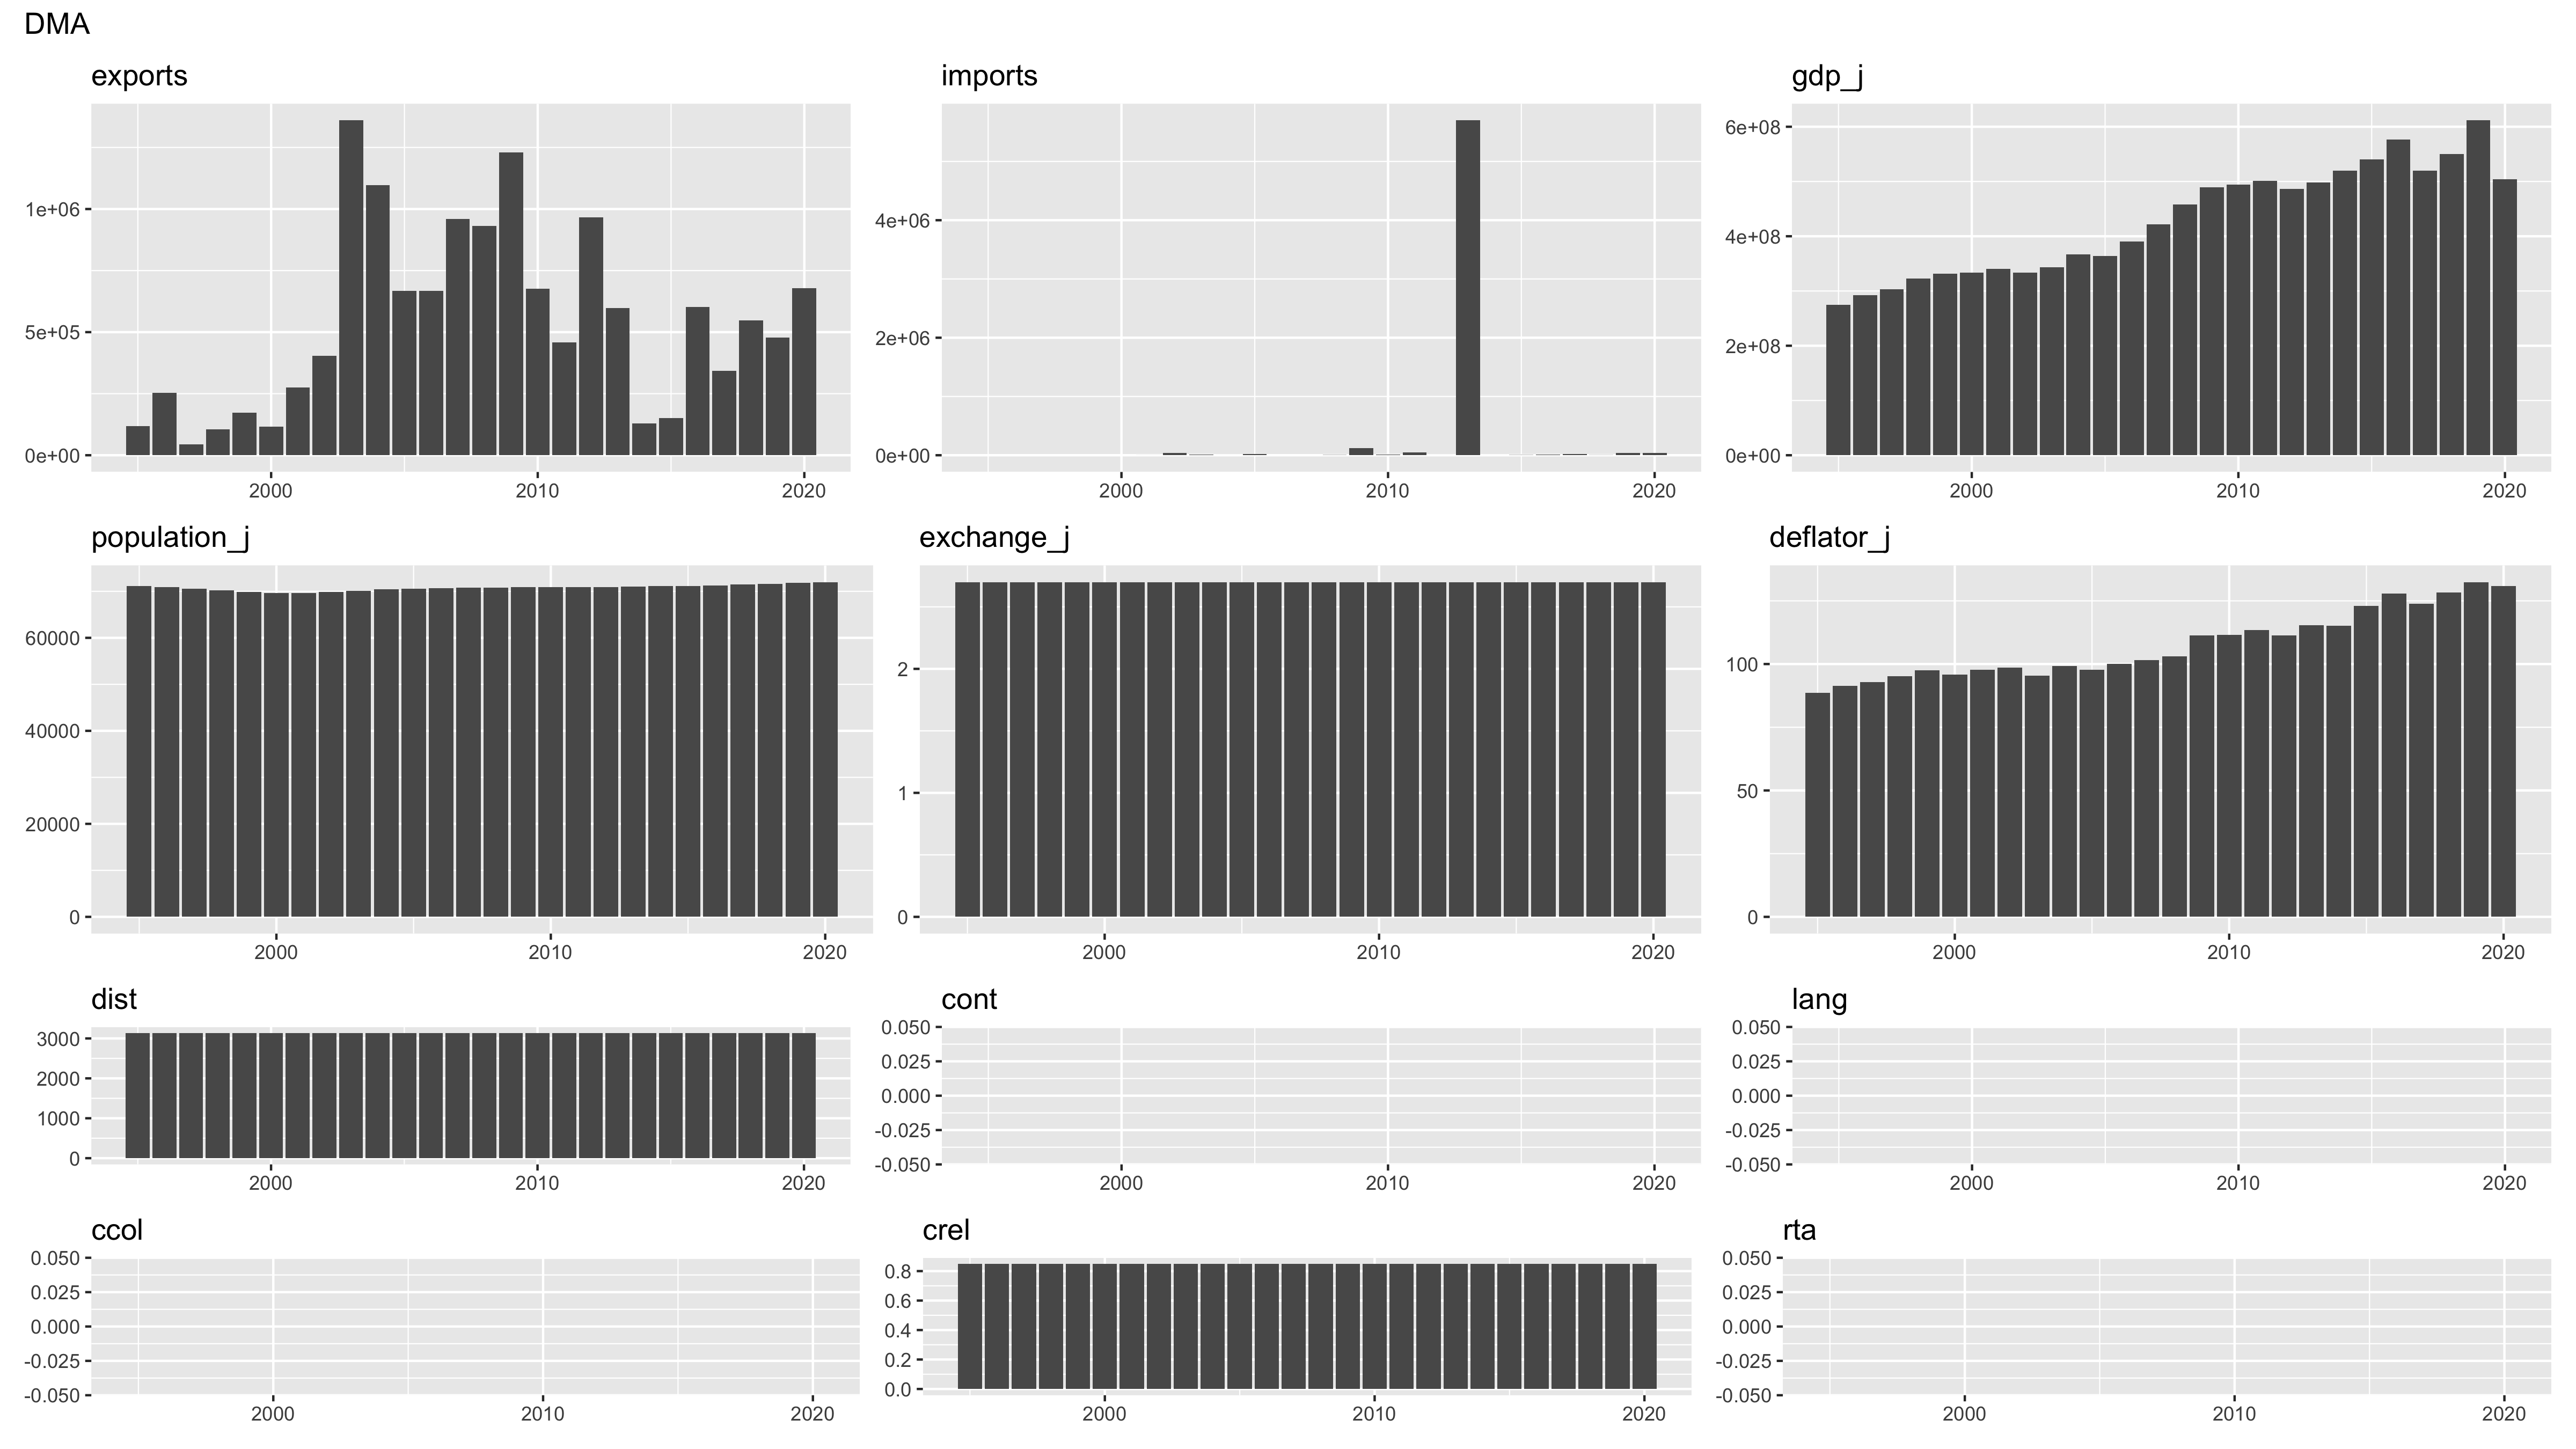 DMA
exports
1e+06
5e+05
0e+00
2000 2010 2020
imports
4e+06
2e+06
0e+00
2000 2010 2020
gdp_j
6e+08
4e+08
2e+08
0e+00
2000 2010 2020
population_j
60000
40000
20000
0
2000 2010 2020
exchange_j
2
1
0
2000 2010 2020
deflator_j
100
50
0
2000 2010 2020
dist
3000
2000
1000
0
2000 2010 2020
cont
0.050
0.025
0.000
-0.025
-0.050
2000 2010 2020
lang
0.050
0.025
0.000
-0.025
-0.050
2000 2010 2020
ccol
0.050
0.025
0.000
-0.025
-0.050
2000 2010 2020
crel
0.8
0.6
0.4
0.2
0.0
2000 2010 2020
rta
0.050
0.025
0.000
-0.025
-0.050
2000 2010 2020